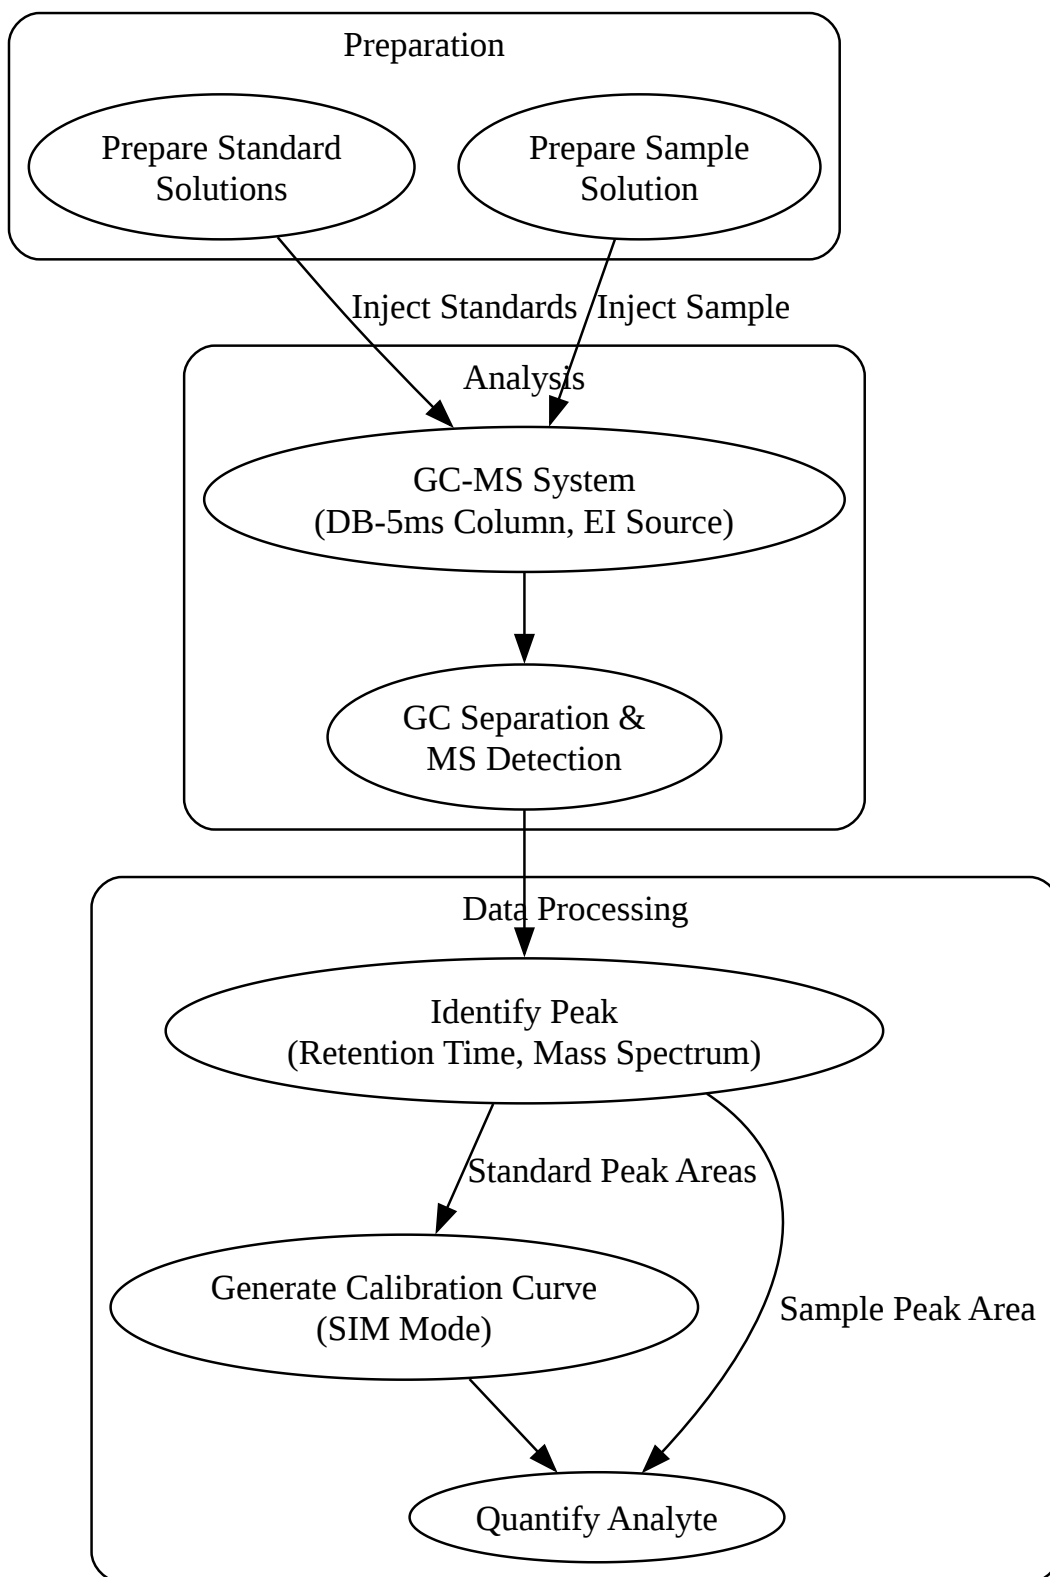 Preparation
Prepare Standard
Solutions
Prepare Sample
Solution
Inject Standards
Inject Sample
Analysis
GC-MS System
(DB-5ms Column, EI Source)
GC Separation &
MS Detection
Data Processing
Identify Peak
(Retention Time, Mass Spectrum)
Standard Peak Areas
Generate Calibration Curve
(SIM Mode)
Sample Peak Area
Quantify Analyte